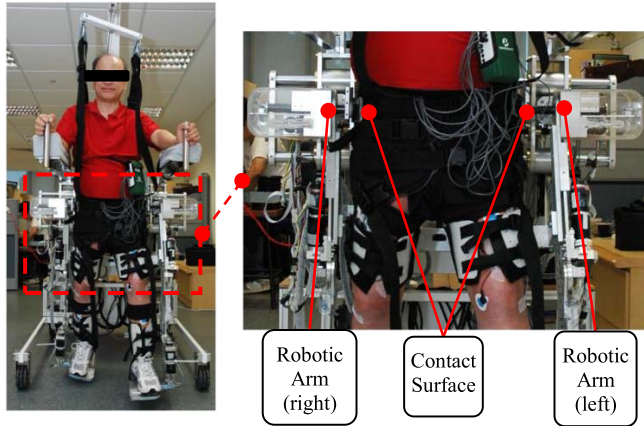 Robotic
Arm
(right)
Contact
Surface
Robotic
Arm
(left)